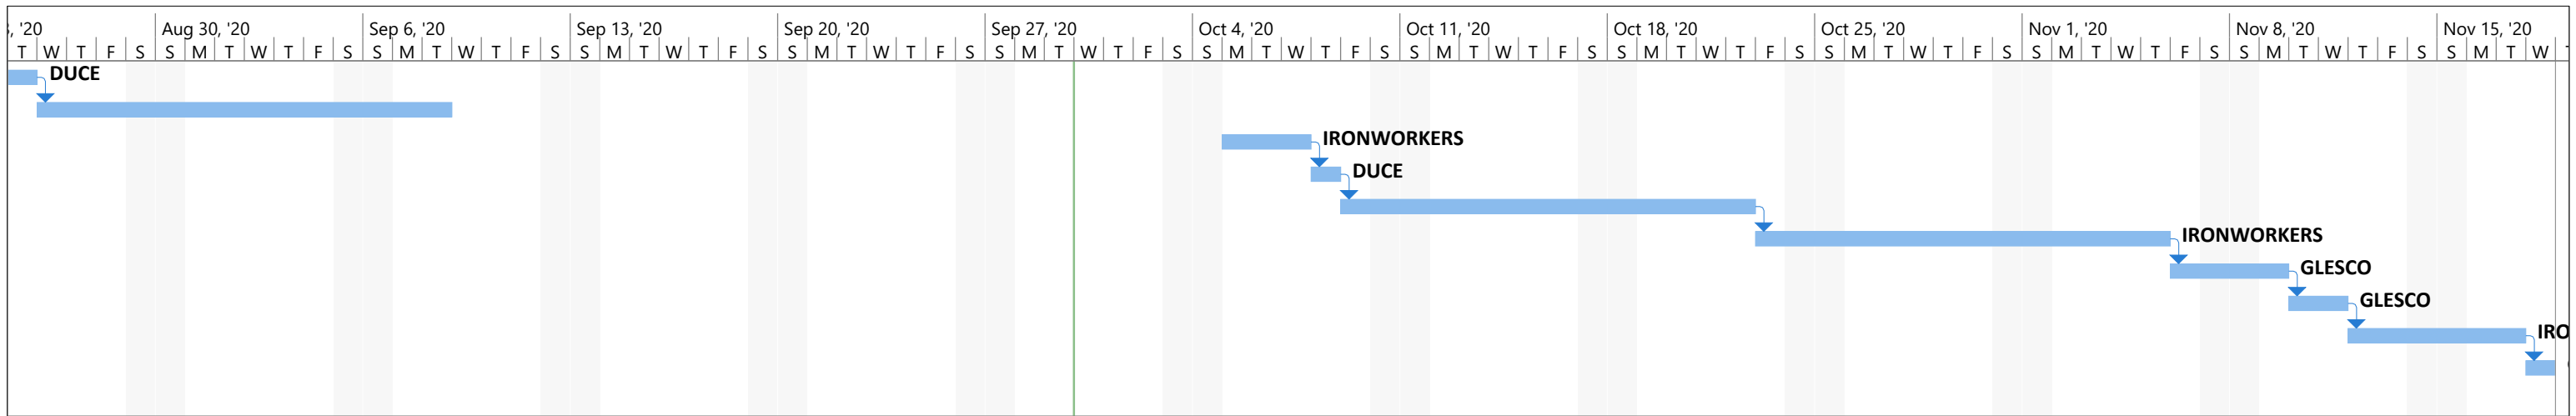 , '20 Aug 30, '20 Sep 6, '20 Sep 13, '20 Sep 20, '20 Sep 27, '20 Oct 4, '20 Oct 11, '20 Oct 18, '20 Oct 25, '20 Nov 1, '20 Nov 8, '20 Nov 15, '20
T W T F S S M T W T F S S M T W T F S S M T W T F S S M T W T F S S M T W T F S S M T W T F S S M T W T F S S M T W T F S S M T W T F S S M T W T F S S M T W T F S S M T W
DUCE
IRONWORKERS
DUCE
IRONWORKERS
GLESCO
GLESCO
IRO